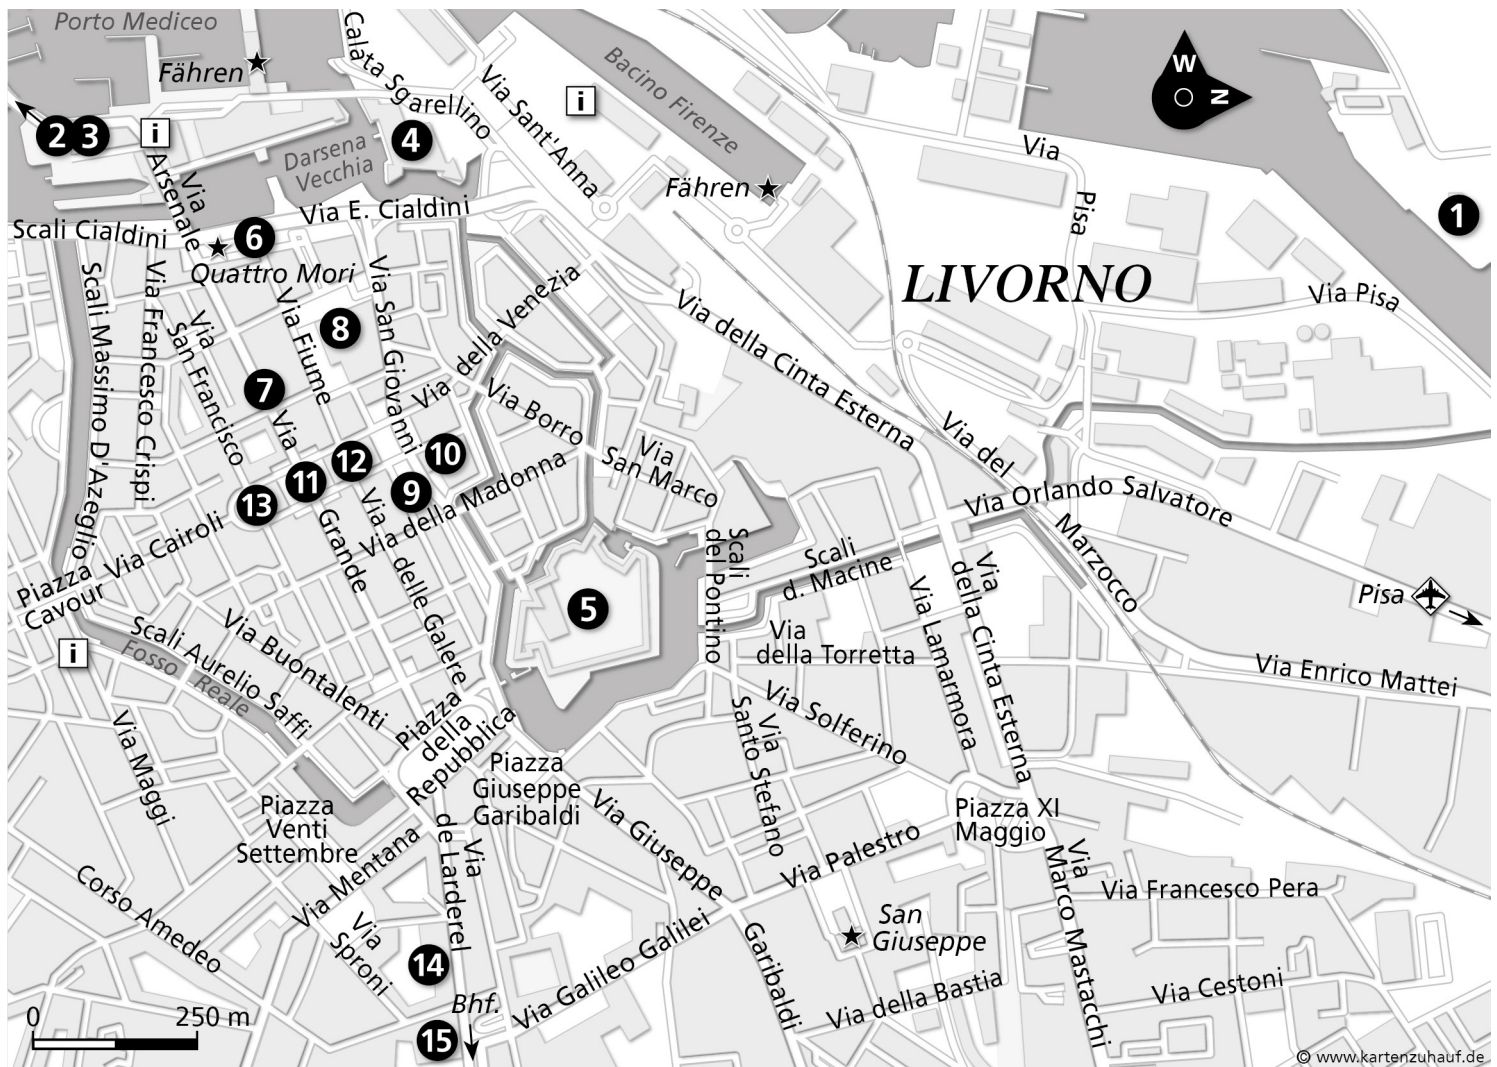 Porto Mediceo
Fähren
Calata Sgarellino
Via Sant'Anna
i
Bacino Firenze
W
N
2 3
i
4
Darsena
Vecchia
Via
Arsenale
Fähren
Via
Pisa
1
Scali Cialdini
6
Via E. Cialdini
Quattro Mori
LIVORNO
Via Pisa
Scali Massimo D'Azeglio
Via Francesco Crispi
Via
San Francisco
Via Fiume
8
Via San Giovanni
Via della Venezia
Via della Cinta Esterna
7
Via
Grande
Via Borro
Via
San Marco
Via del
Marzocco
10
12
11
9
13
Via della Madonna
Via Orlando Salvatore
Via Cairoli
Via delle Galere
Piazza
Cavour
Scali
del Pontino
Scali
d. Macine
Via
della Cinta Esterna
Via Lamarmora
5
Pisa
i
Scali Aurelio Saffi
Fosso Reale
Via Buontalenti
Via
della Torretta
Via Enrico Mattei
Via Maggi
Piazza
della
Repubblica
Via Solferino
Via
Santo Stefano
Piazza
Giuseppe
Garibaldi
Piazza
Venti
Settembre
Via Giuseppe
Garibaldi
Piazza XI
Maggio
Via Mentana
Via
de Larderel
Via Palestro
Via
Marco Mastacchi
Via Francesco Pera
Corso Amedeo
Via
Sproni
San
Giuseppe
14
Via Galileo Galilei
Via della Bastia
Via Cestoni
Bhf.
15
0 250 m
© www.kartenzuhauf.de